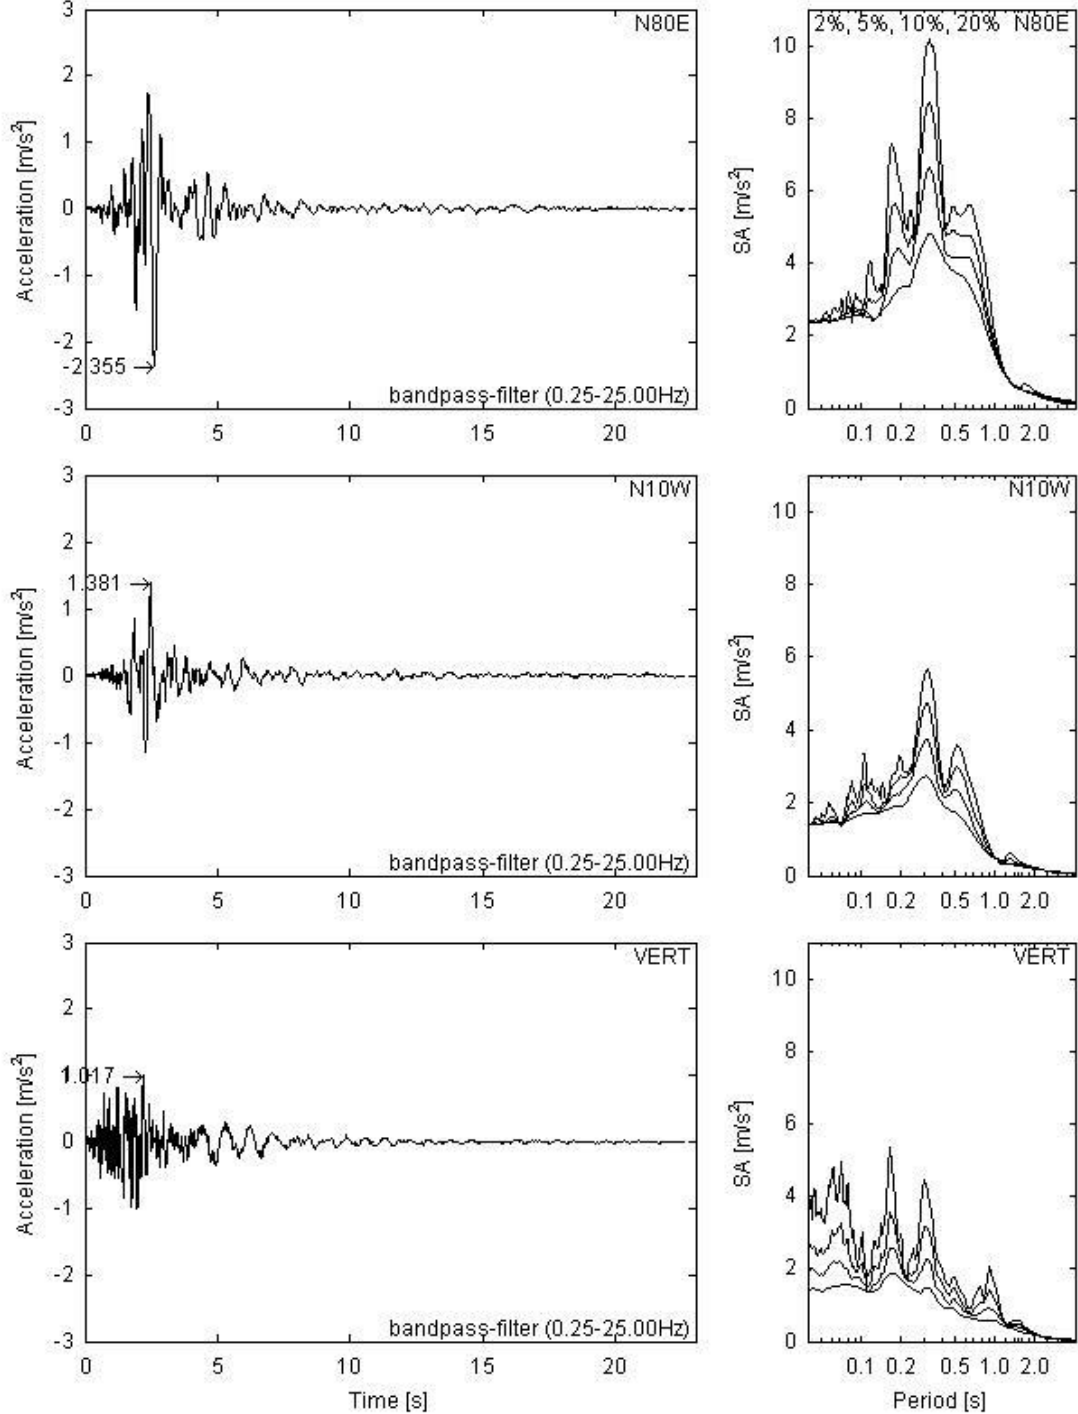 3
2
1
0
-1
-2
-3
Acceleration [m/s²]
N80E
-2.355
bandpass-filter (0.25-25.00Hz)
0 5 10 15 20
2%, 5%, 10%, 20% N80E
10
8
6
4
2
0
SA [m/s²]
0.1 0.2 0.5 1.0 2.0
3
2
1
0
-1
-2
-3
Acceleration [m/s²]
N10W
1.381
bandpass-filter (0.25-25.00Hz)
0 5 10 15 20
N10W
10
8
6
4
2
0
SA [m/s²]
0.1 0.2 0.5 1.0 2.0
3
2
1
0
-1
-2
-3
Acceleration [m/s²]
VERT
1.017
bandpass-filter (0.25-25.00Hz)
0 5 10 15 20
Time [s]
VERT
10
8
6
4
2
0
SA [m/s²]
0.1 0.2 0.5 1.0 2.0
Period [s]